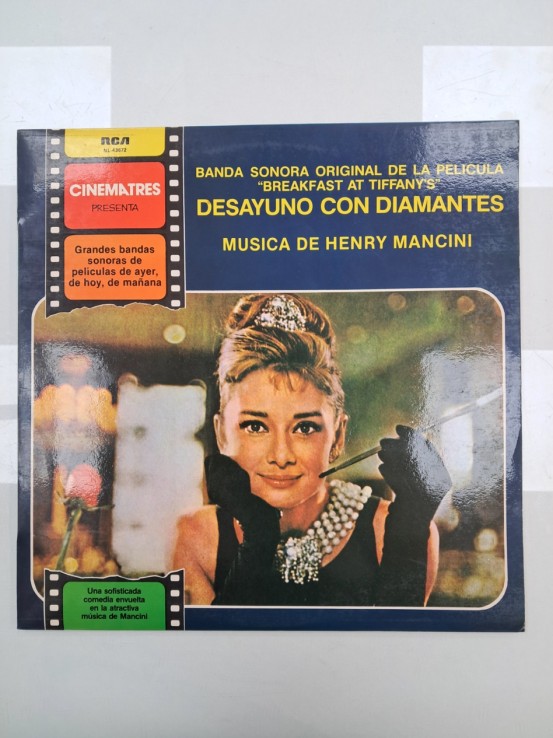 RCA
NL 43073
CINEMATRES
PRESENTA
Grandes bandas
sonoras de
películas de ayer,
de hoy, de mañana
BANDA SONORA ORIGINAL DE LA PELICULA
"BREAKFAST AT TIFFANY'S"
DESAYUNO CON DIAMANTES
MUSICA DE HENRY MANCINI
Una sofisticada
comedia envuelta
en la atractiva
música de Mancini